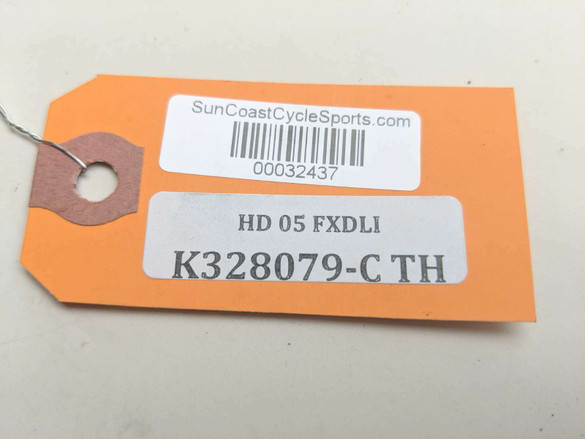 SunCoastCycleSports.com
00032437
HD 05 FXDLI
K328079-C TH